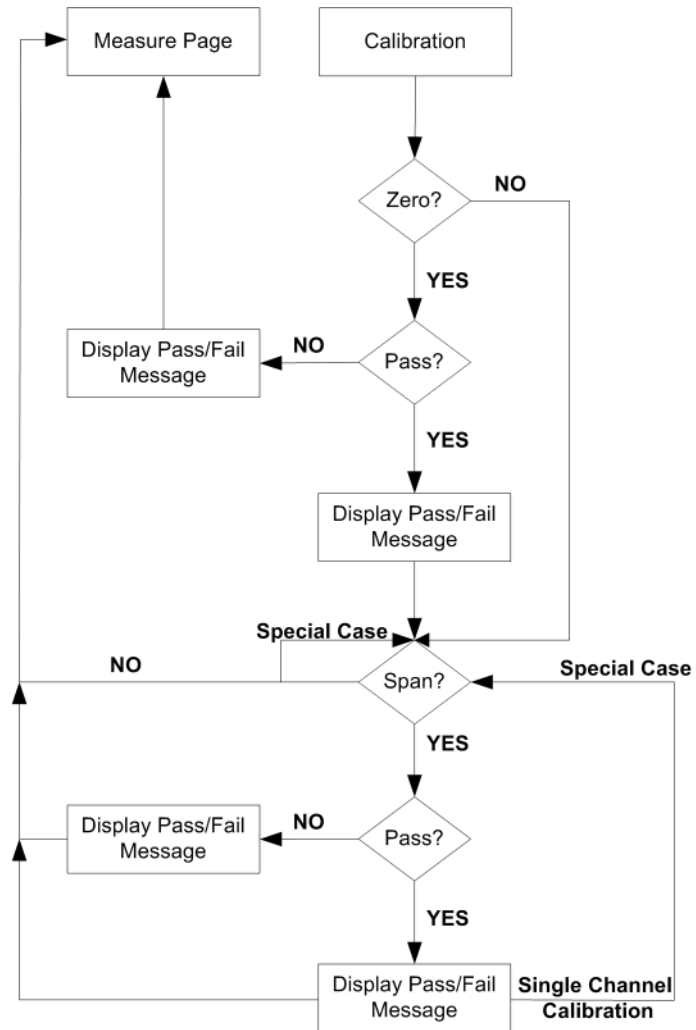 Measure Page
Calibration
Zero?
NO
YES
Display Pass/Fail
Message
NO
Pass?
YES
Display Pass/Fail
Message
Special Case
NO
Span?
Special Case
YES
Display Pass/Fail
Message
NO
Pass?
YES
Display Pass/Fail
Message
Single Channel
Calibration